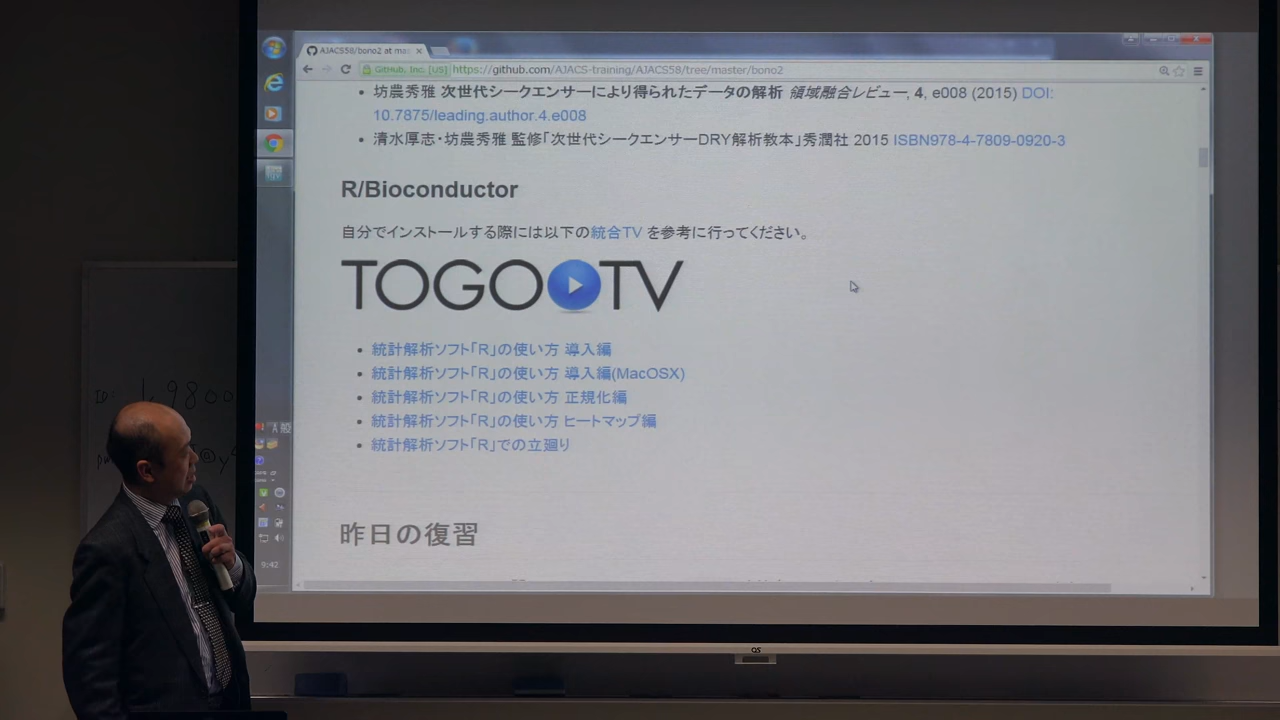 AJACS58/bono2 at mas
GitHub, Inc. [US] https://github.com/AJACS-training/AJACS58/tree/master/bono2
• 坊農秀雅 次世代シークエンサーにより得られたデータの解析 領域融合レビュー, 4, e008 (2015) DOI:
10.7875/leading.author.4.e008
• 清水厚志・坊農秀雅 監修「次世代シークエンサーDRY解析教本」秀潤社 2015 ISBN978-4-7809-0920-3
R/Bioconductor
自分でインストールする際には以下の統合TV を参考に行ってください。
TOGO TV
• 統計解析ソフト「R」の使い方 導入編
• 統計解析ソフト「R」の使い方 導入編(MacOSX)
• 統計解析ソフト「R」の使い方 正規化編
• 統計解析ソフト「R」の使い方 ヒートマップ編
• 統計解析ソフト「R」での立廻り
昨日の復習
9:42
ID: 1.9800
OS